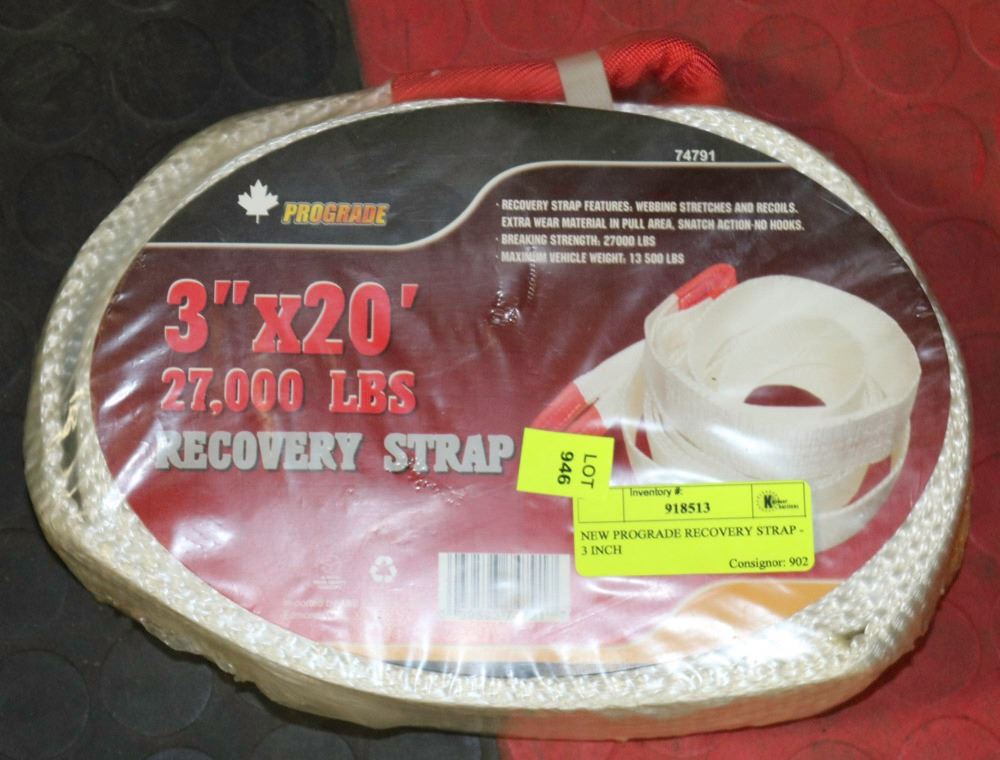 74791
PROGRADE
· RECOVERY STRAP FEATURES: WEBBING STRETCHES AND RECOILS.
EXTRA WEAR MATERIAL IN PULL AREA, SNATCH ACTION-NO HOOKS.
· BREAKING STRENGTH: 27000 LBS
· MAXIMUM VEHICLE WEIGHT: 13 500 LBS
3"x20'
27,000 LBS
RECOVERY STRAP
LOT
946
Inventory #:
918513
NEW PROGRADE RECOVERY STRAP -
3 INCH
Consignor: 902